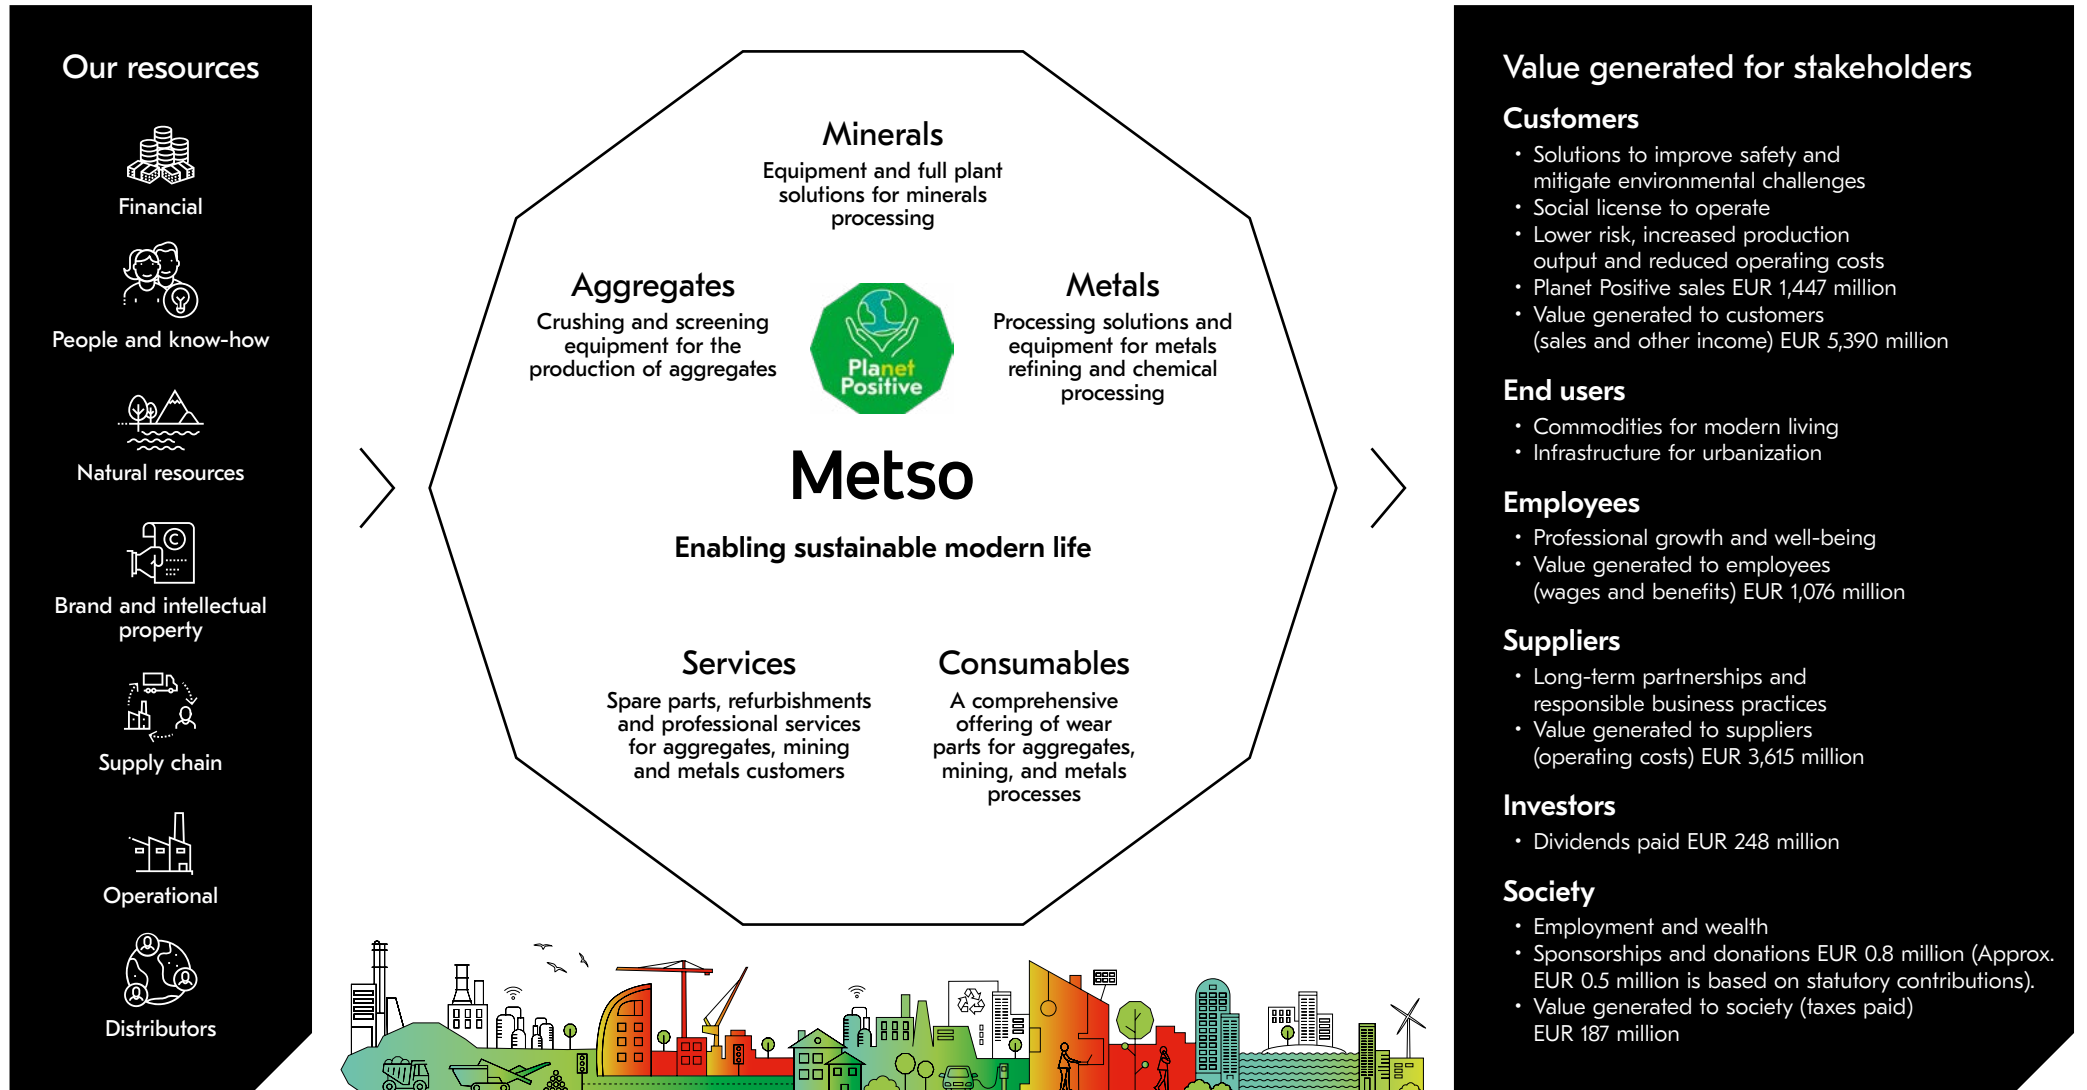 Our resources
Financial
People and know-how
Natural resources
Brand and intellectual
property
Supply chain
Operational
Distributors
Minerals
Equipment and full plant
solutions for minerals
processing
Aggregates
Crushing and screening
equipment for the
production of aggregates
Planet
Positive
Metals
Processing solutions and
equipment for metals
refining and chemical
processing
Metso
Enabling sustainable modern life
Services
Spare parts, refurbishments
and professional services
for aggregates, mining
and metals customers
Consumables
A comprehensive
offering of wear
parts for aggregates,
mining, and metals
processes
Value generated for stakeholders
Customers
• Solutions to improve safety and
mitigate environmental challenges
• Social license to operate
• Lower risk, increased production
output and reduced operating costs
• Planet Positive sales EUR 1,447 million
• Value generated to customers
(sales and other income) EUR 5,390 million
End users
• Commodities for modern living
• Infrastructure for urbanization
Employees
• Professional growth and well-being
• Value generated to employees
(wages and benefits) EUR 1,076 million
Suppliers
• Long-term partnerships and
responsible business practices
• Value generated to suppliers
(operating costs) EUR 3,615 million
Investors
• Dividends paid EUR 248 million
Society
• Employment and wealth
• Sponsorships and donations EUR 0.8 million (Approx.
EUR 0.5 million is based on statutory contributions).
• Value generated to society (taxes paid)
EUR 187 million